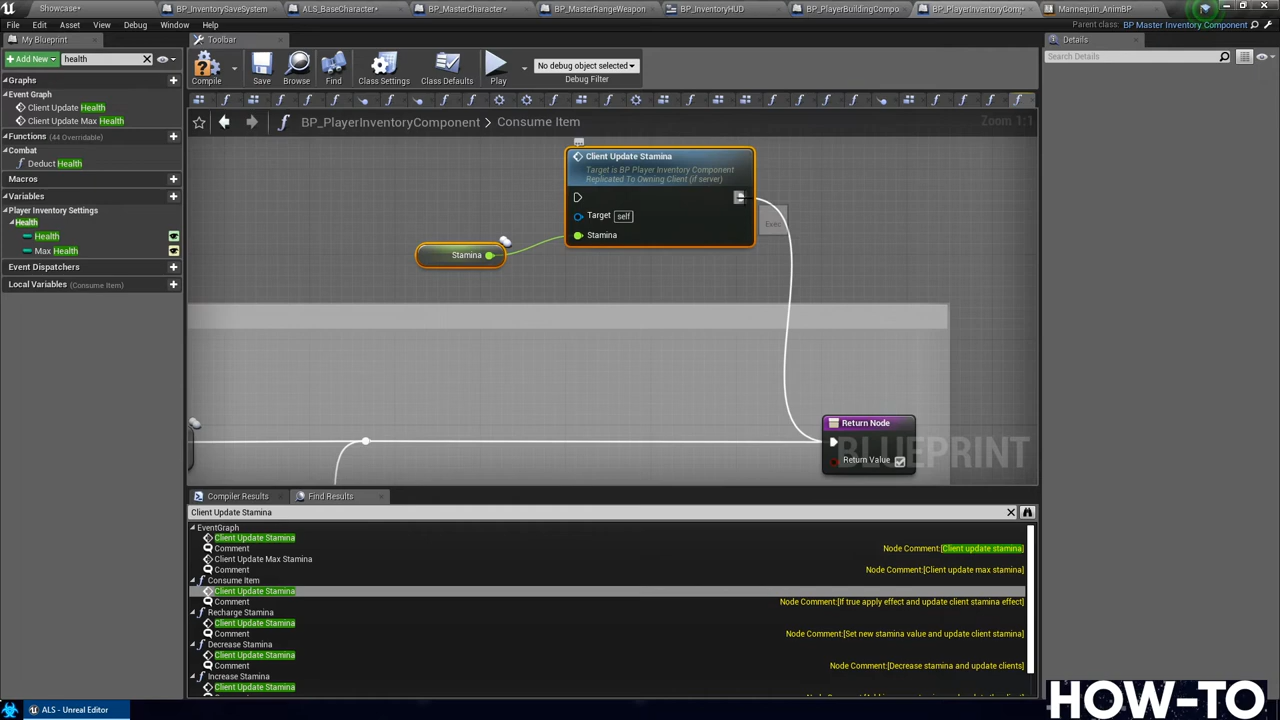 Showcase•
BP_InventorySaveSystem
ALS_BaseCharacter•
BP_MasterCharacter•
BP_MasterRangeWeapon
BP_InventoryHUD
BP_PlayerBuildingCompo
BP_PlayerInventoryComp
Mannequin_AnimBP
File
Edit
Asset
View
Debug
Window
Help
Parent class: BP Master Inventory Component
My Blueprint
Toolbar
Details
Add New
health
Search Details
Compile
Save
Browse
Find
Class Settings
Class Defaults
Play
No debug object selected
Debug Filter
Graphs
Event Graph
Client Update Health
Client Update Max Health
Functions (44 Overridable)
Combat
Deduct Health
Macros
Variables
Player Inventory Settings
Health
Health
Max Health
Event Dispatchers
Local Variables (Consume Item)
BP_PlayerInventoryComponent > Consume Item
Zoom 1:1
Client Update Stamina
Target is BP Player Inventory Component
Replicated To Owning Client (if server)
Target self
Stamina
Stamina
Exec
Return Node
Return Value
BLUEPRINT
Compiler Results
Find Results
Client Update Stamina
EventGraph
Client Update Stamina
Comment Node Comment:[Client update stamina]
Client Update Max Stamina
Comment Node Comment:[Client update max stamina]
Consume Item
Client Update Stamina
Comment Node Comment:[If true apply effect and update client stamina effect]
Recharge Stamina
Client Update Stamina
Comment Node Comment:[Set new stamina value and update client stamina]
Decrease Stamina
Client Update Stamina
Comment Node Comment:[Decrease stamina and update clients]
Increase Stamina
Client Update Stamina
ALS - Unreal Editor
HOW-TO